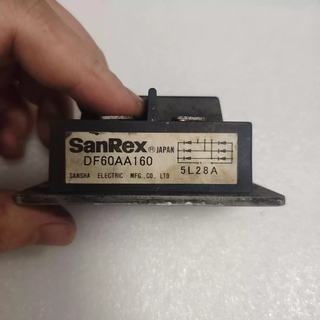 SanRex ® JAPAN
DF60AA160
SANSHA ELECTRIC MFG.,CO., LTD
5L28A